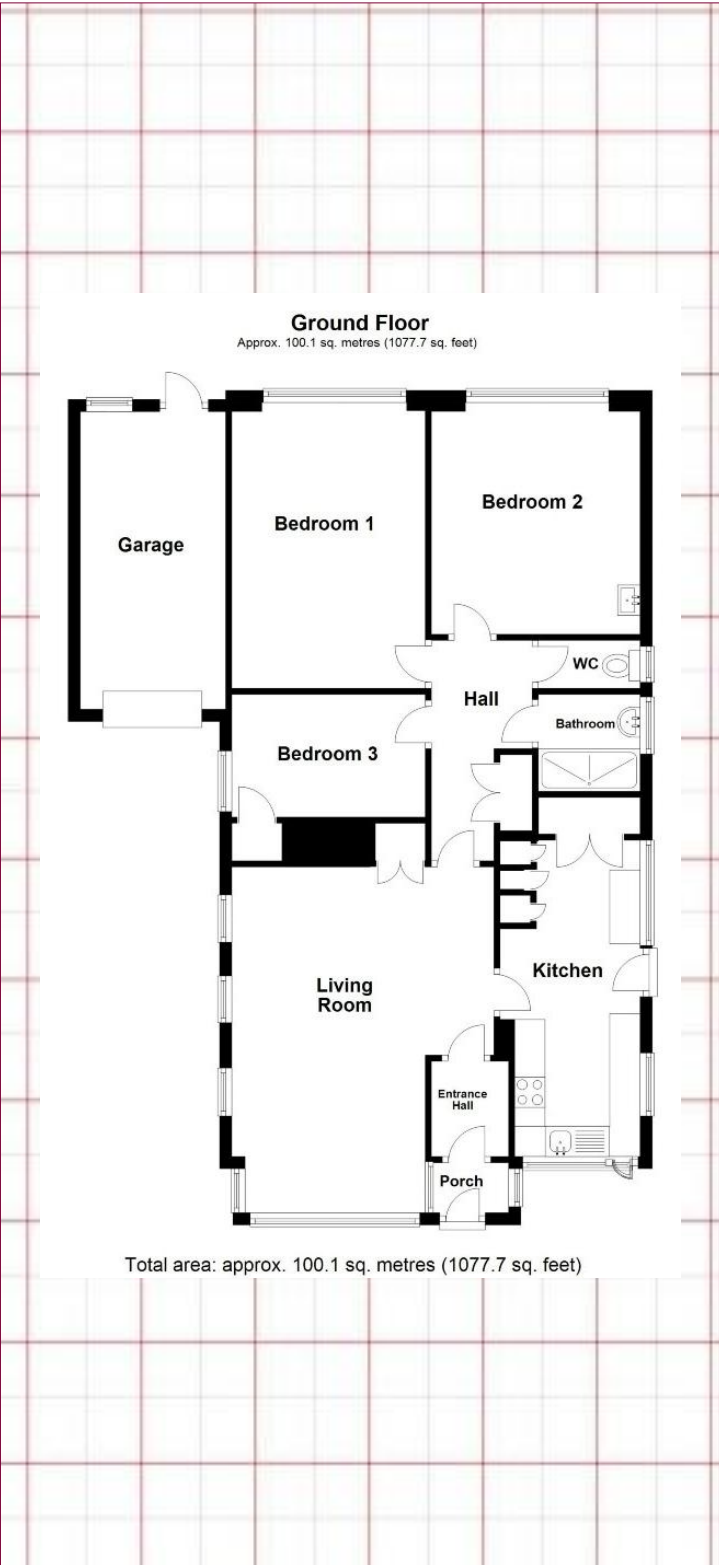 Ground Floor
Approx. 100.1 sq. metres (1077.7 sq. feet)
Bedroom 2
Bedroom 1
Garage
WC
Hall
Bathroom
Bedroom 3
Kitchen
Living
Room
Entrance
Hall
Porch
Total area: approx. 100.1 sq. metres (1077.7 sq. feet)